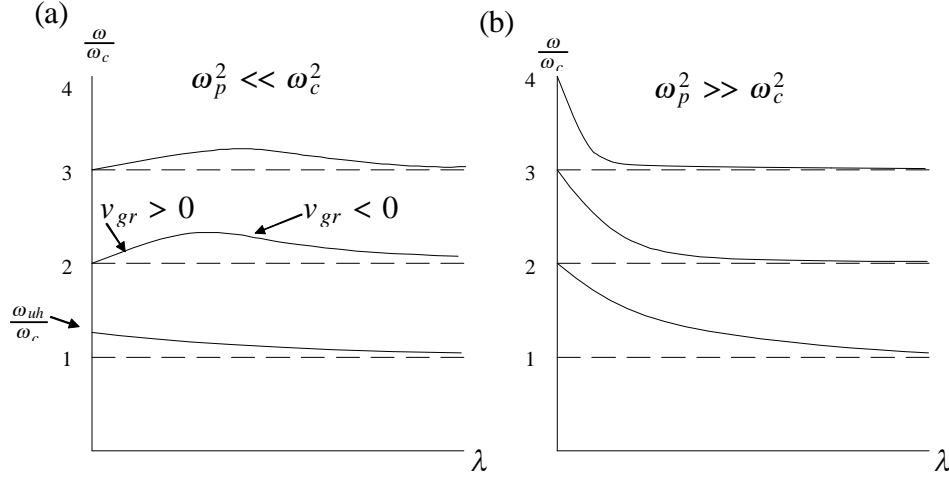 (a)
ω/ω_c
4
ω_p^2 << ω_c^2
3
v_gr > 0
v_gr < 0
2
ω_uh/ω_c
1
λ
(b)
ω/ω_c
4
ω_p^2 >> ω_c^2
3
2
1
λ